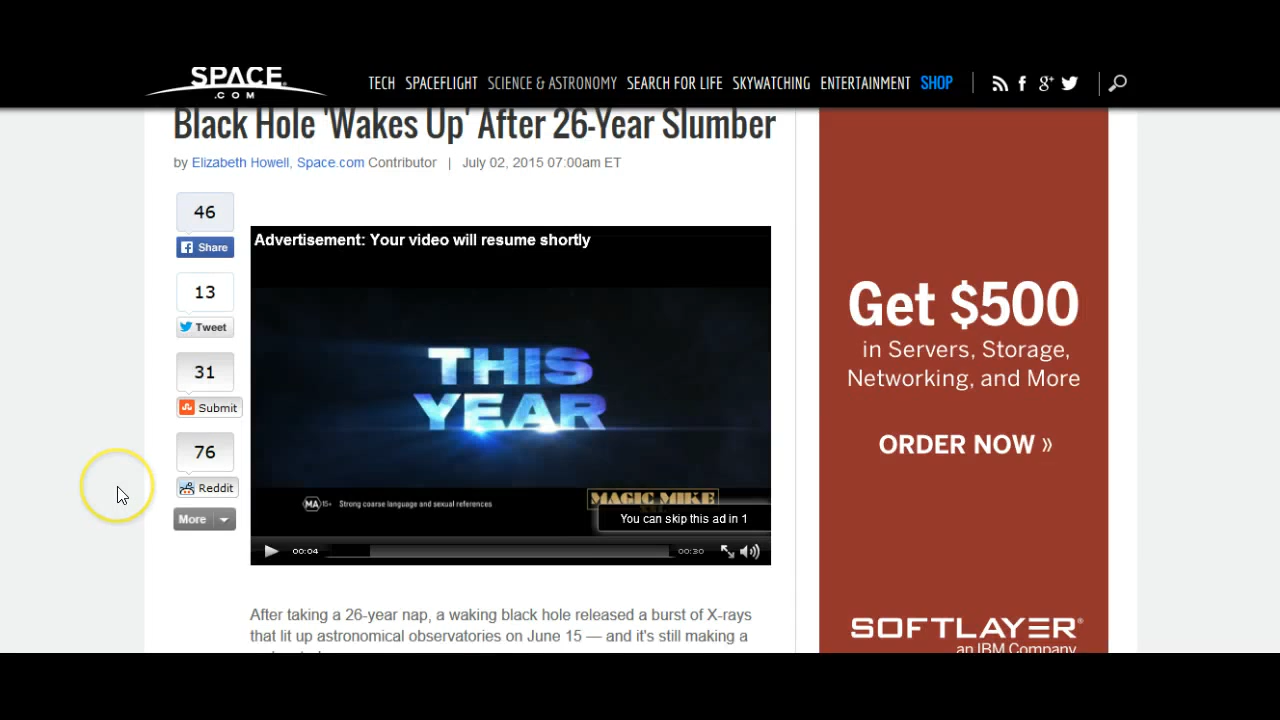 SPACE
.COM
TECH SPACEFLIGHT SCIENCE & ASTRONOMY SEARCH FOR LIFE SKYWATCHING ENTERTAINMENT SHOP
Black Hole 'Wakes Up' After 26-Year Slumber
by Elizabeth Howell, Space.com Contributor | July 02, 2015 07:00am ET
46
Share
13
Tweet
31
Submit
76
Reddit
More
Advertisement: Your video will resume shortly
THIS
YEAR
MA 15+ Strong coarse language and sexual references
MAGIC MIKE
You can skip this ad in 1
00:04
00:30
After taking a 26-year nap, a waking black hole released a burst of X-rays
that lit up astronomical observatories on June 15 — and it's still making a
Get $500
in Servers, Storage,
Networking, and More
ORDER NOW »
SOFTLAYER®
an IBM Company